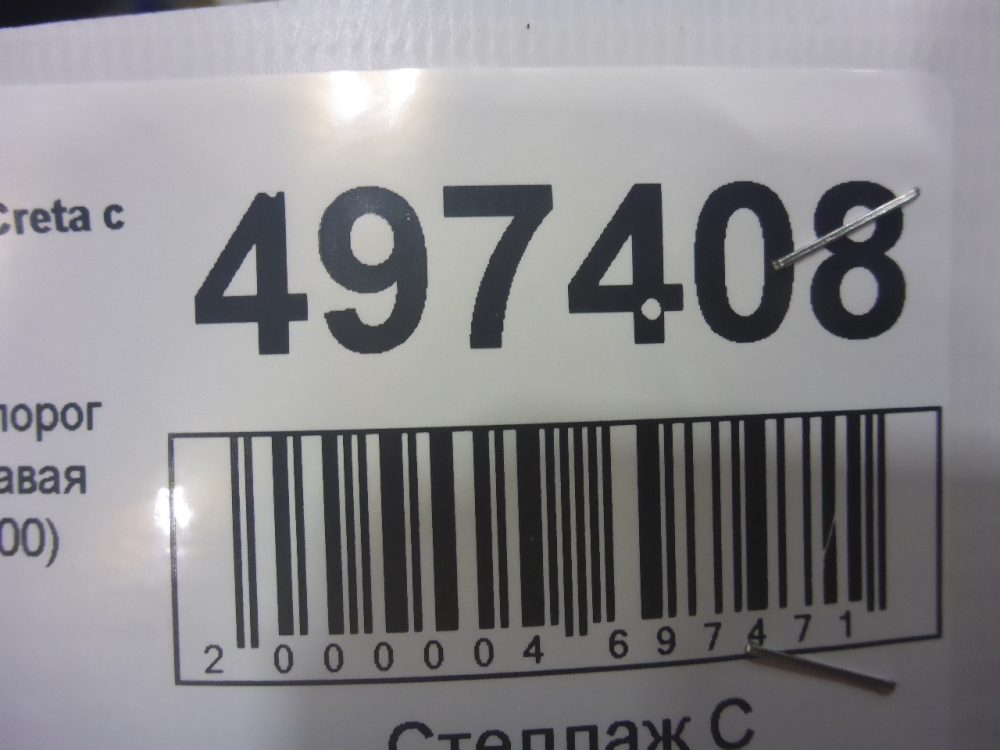 Creta с
497408
порог
авая
00)
2 000004 697471
Стеллаж С